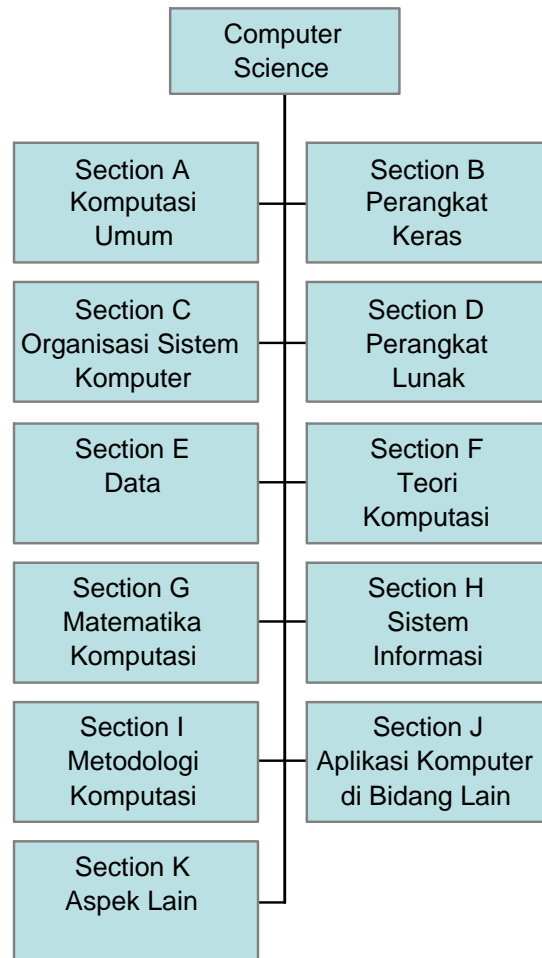 Computer
Science
Section A
Komputasi
Umum
Section B
Perangkat
Keras
Section C
Organisasi Sistem
Komputer
Section D
Perangkat
Lunak
Section E
Data
Section F
Teori
Komputasi
Section G
Matematika
Komputasi
Section H
Sistem
Informasi
Section I
Metodologi
Komputasi
Section J
Aplikasi Komputer
di Bidang Lain
Section K
Aspek Lain